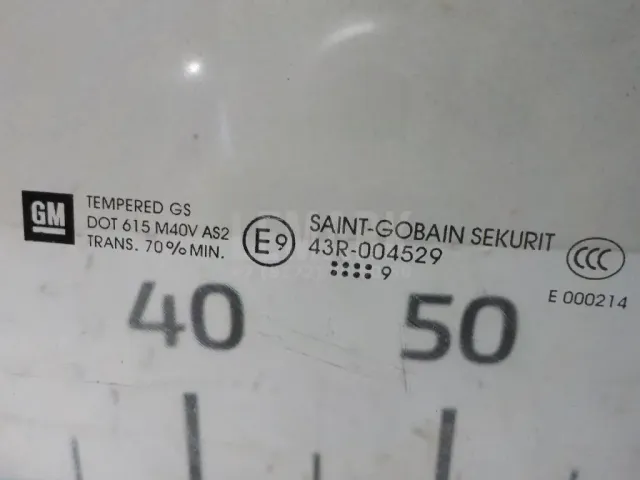 GM
TEMPERED GS
DOT 615 M40V AS2
TRANS. 70% MIN.
E9
SAINT-GOBAIN SEKURIT
43R-004529
9
CCC
E 000214
40 50